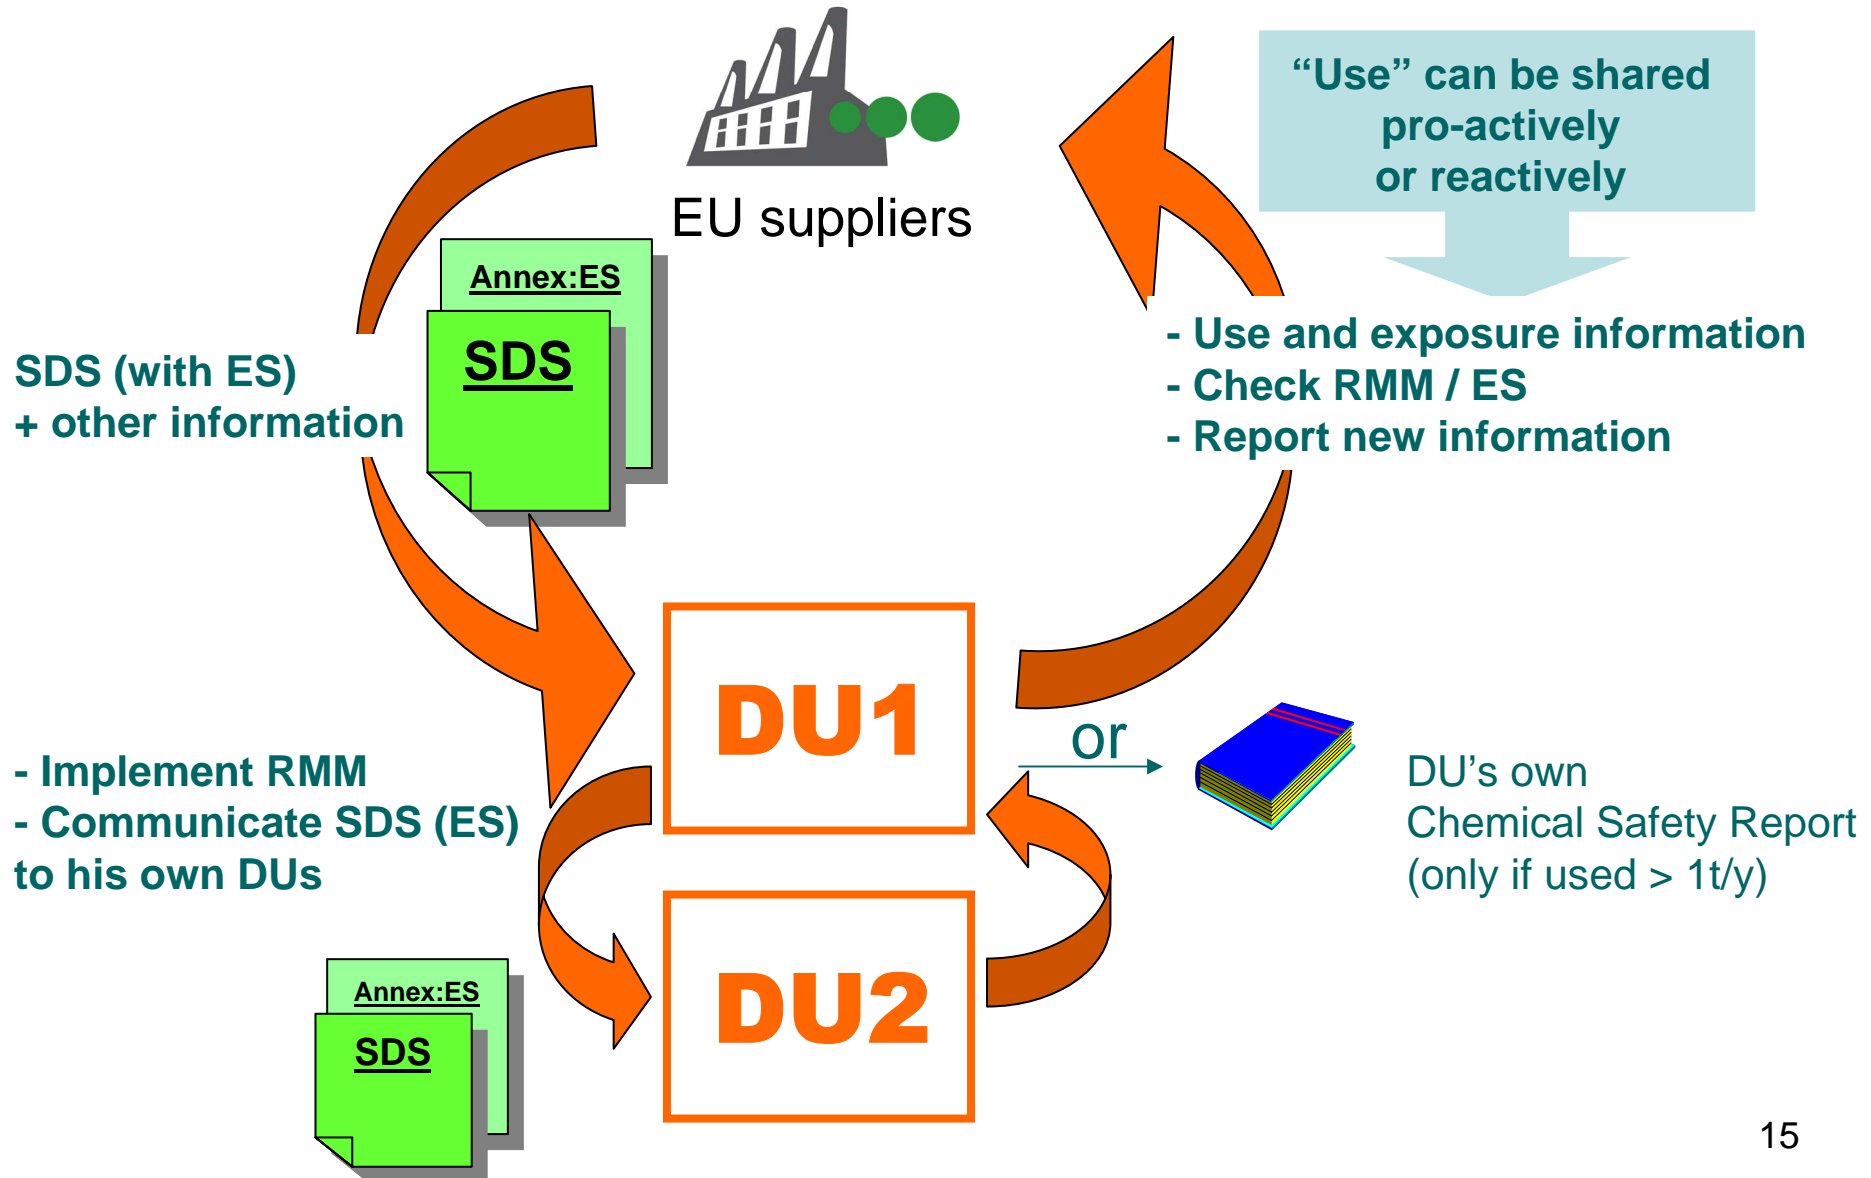 “Use” can be shared
pro-actively
or reactively
EU suppliers
Annex:ES
SDS
SDS (with ES)
+ other information
- Use and exposure information
- Check RMM / ES
- Report new information
DU1
or
DU’s own
Chemical Safety Report
(only if used > 1t/y)
- Implement RMM
- Communicate SDS (ES)
to his own DUs
DU2
Annex:ES
SDS
15